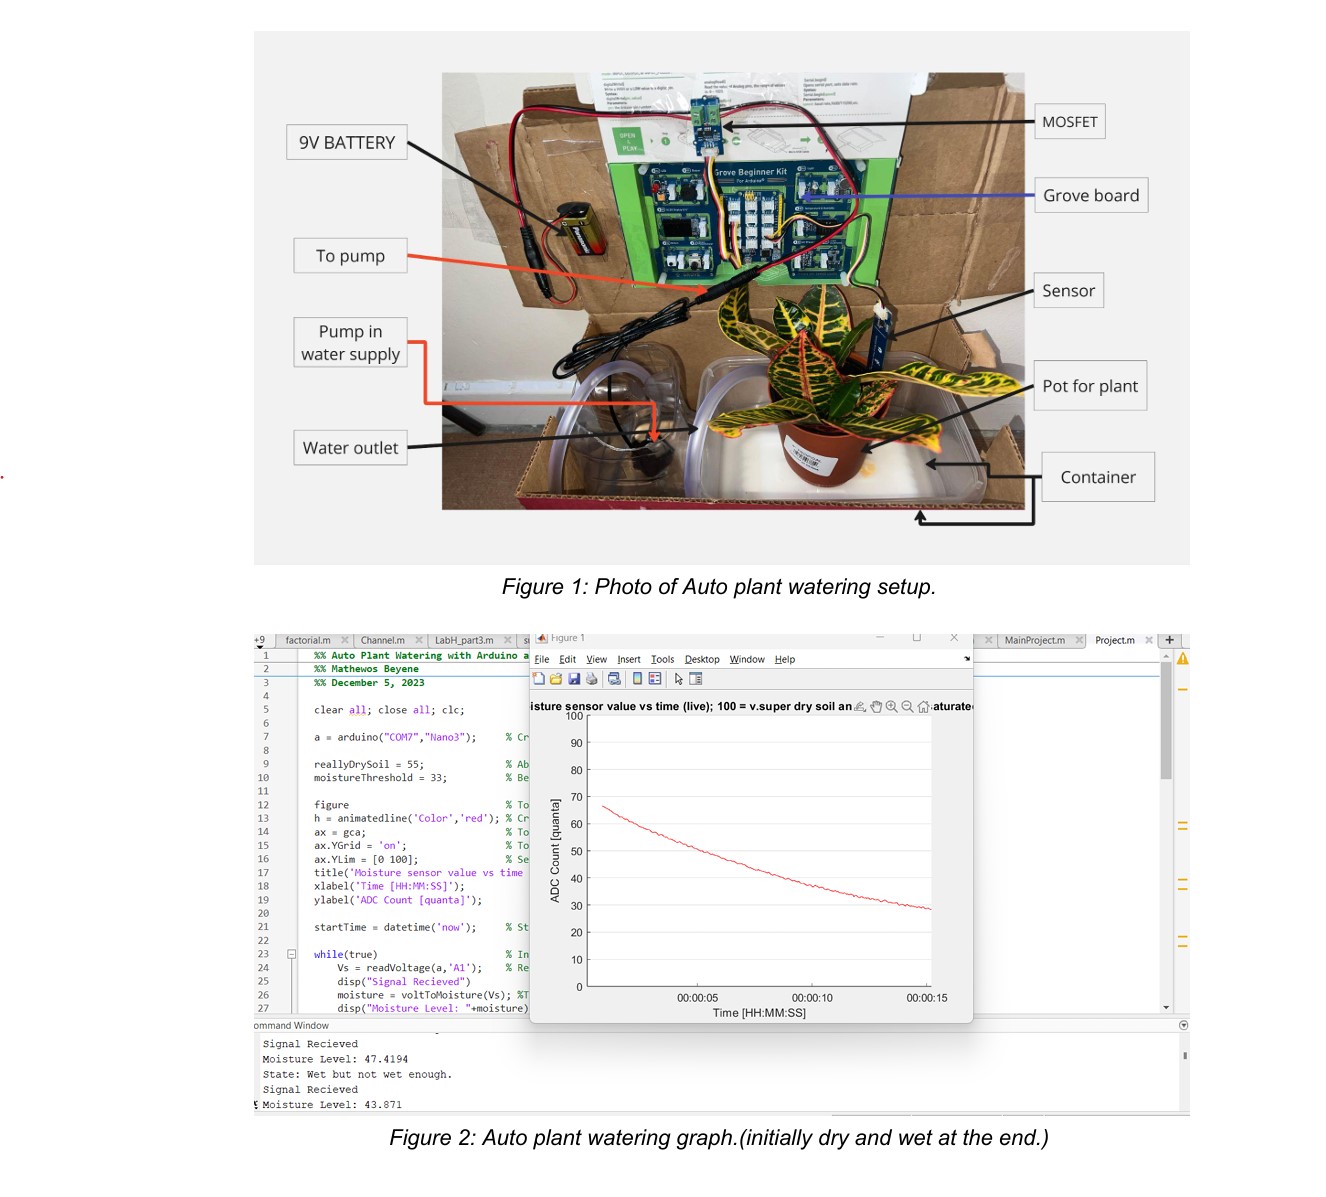 9V BATTERY
MOSFET
Grove board
To pump
Sensor
Pump in
water supply
Pot for plant
Water outlet
Container
OPEN
PLAY
Grove Beginner Kit
For Arduino
Panasonic
Figure 1: Photo of Auto plant watering setup.
+9 factorial.m Channel.m LabH_part3.m MainProject.m Project.m +
Figure 1
File Edit View Insert Tools Desktop Window Help
isture sensor value vs time (live); 100 = v.super dry soil an aturate
1 %% Auto Plant Watering with Arduino a
2 %% Mathewos Beyene
3 %% December 5, 2023
4
5 clear all; close all; clc;
6
7 a = arduino("COM7","Nano3"); % Cr
8
9 reallyDrySoil = 55; % Ab
10 moistureThreshold = 33; % Be
11
12 figure % To
13 h = animatedline('Color','red'); % Cr
14 ax = gca; % To
15 ax.YGrid = 'on'; % To
16 ax.YLim = [0 100]; % Se
17 title('Moisture sensor value vs time
18 xlabel('Time [HH:MM:SS]');
19 ylabel('ADC Count [quanta]');
20
21 startTime = datetime('now'); % St
22
23 while(true) % In
24 Vs = readVoltage(a,'A1'); % Re
25 disp("Signal Recieved")
26 moisture = voltToMoisture(Vs); %T
27 disp("Moisture Level: "+moisture)
100
90
80
70
60
50
40
30
20
10
0
ADC Count [quanta]
00:00:05 00:00:10 00:00:15
Time [HH:MM:SS]
ommand Window
Signal Recieved
Moisture Level: 47.4194
State: Wet but not wet enough.
Signal Recieved
Moisture Level: 43.871
Figure 2: Auto plant watering graph.(initially dry and wet at the end.)